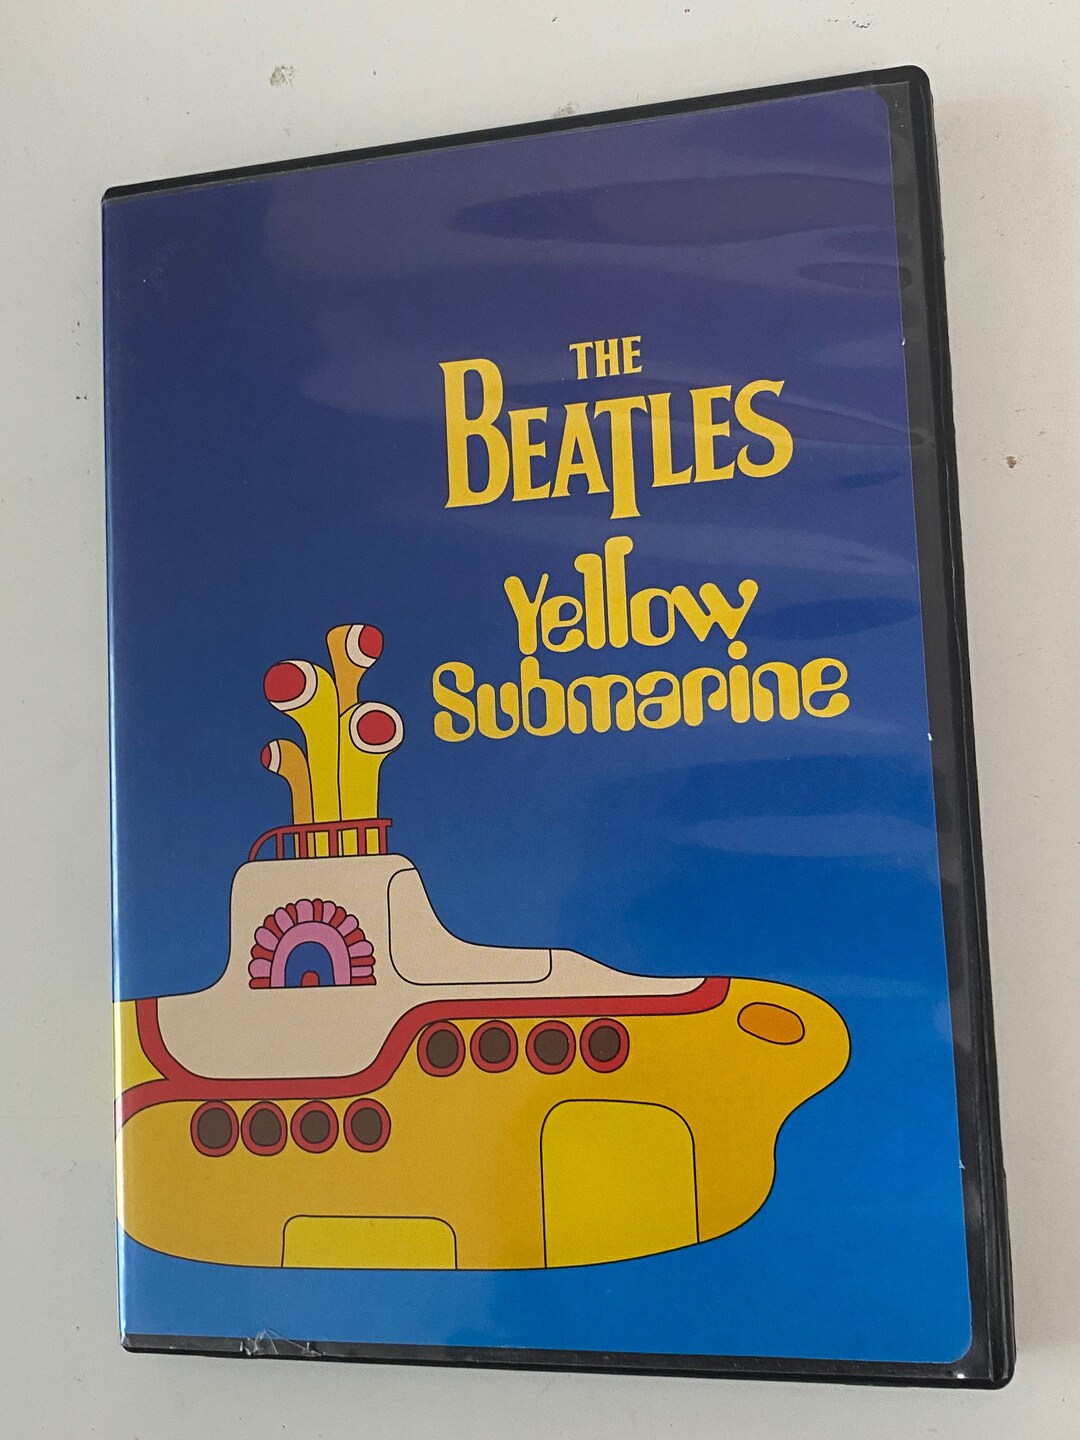 THE
BEATLES
Yellow
Submarine